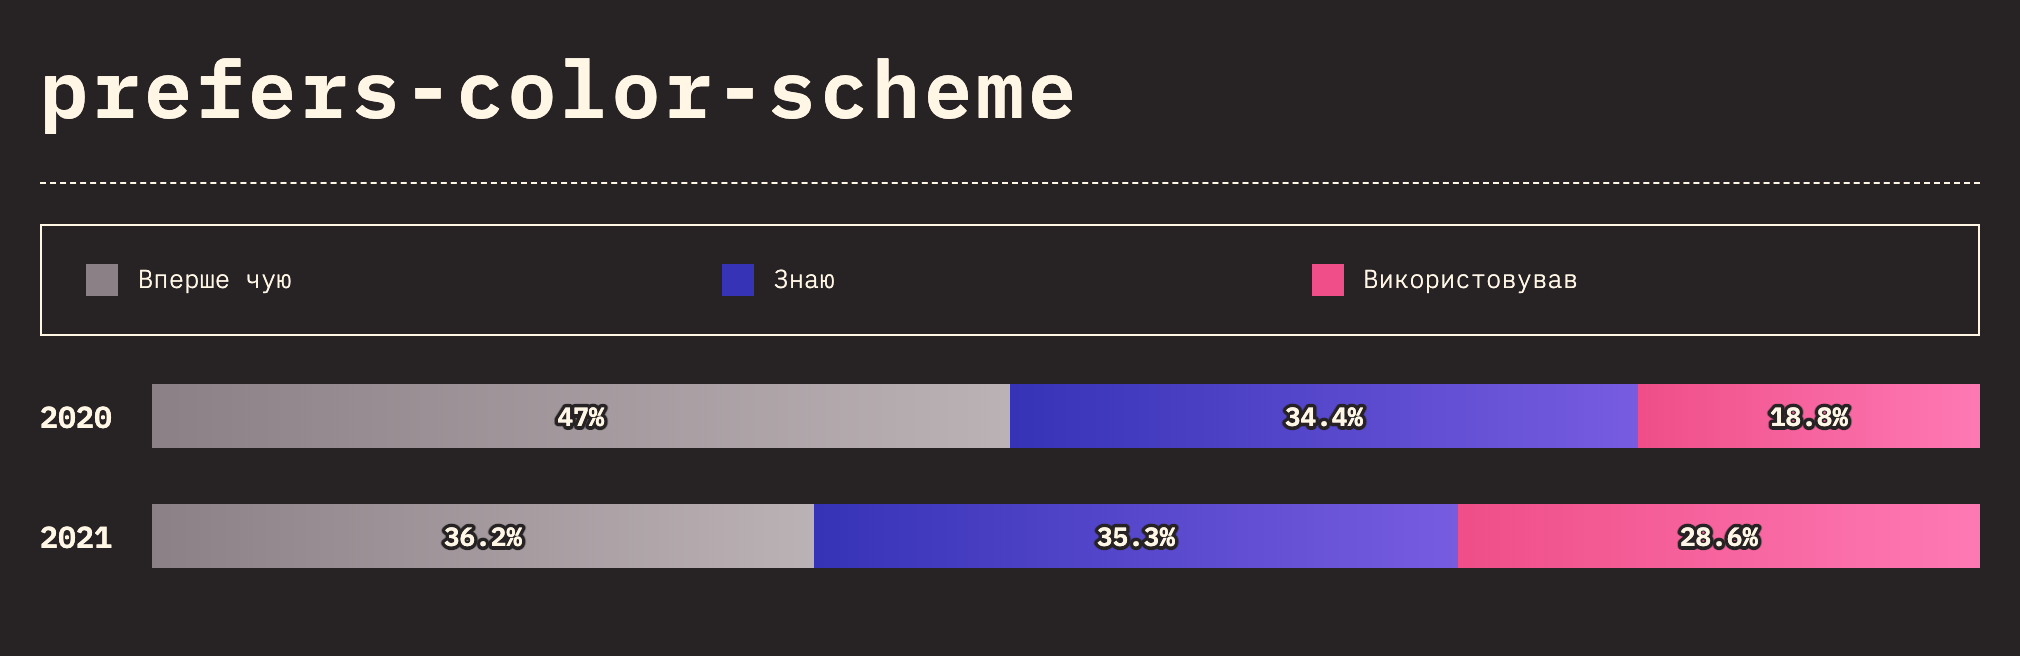 prefers-color-scheme
Вперше чую Знаю Використовував
2020 47% 34.4% 18.8%
2021 36.2% 35.3% 28.6%